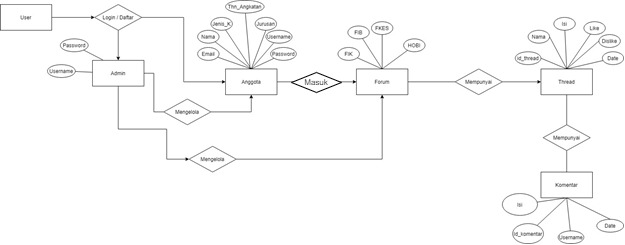 User
Login / Daftar
Thn_Angkatan
Jenis_K
Jurusan
Nama
Username
Email
Password
Password
Username
Admin
Anggota
Masuk
FIB
FKES
FIK
HOBI
Forum
Mempunyai
Isi
Like
Nama
Dislike
id_thread
Date
Thread
Mengelola
Mengelola
Mempunyai
Komentar
Isi
Id_komentar
Username
Date